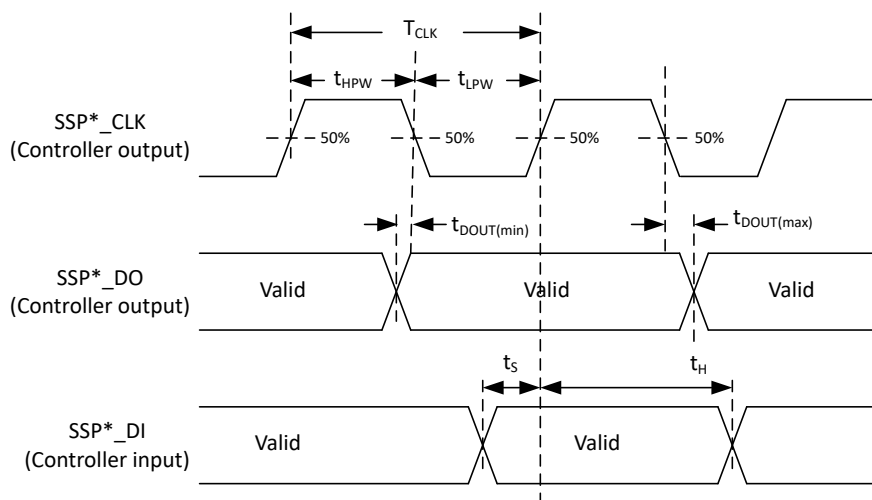 T_CLK
t_HPW t_LPW
SSP*_CLK
(Controller output)
50% 50% 50% 50%
t_DOUT(min) t_DOUT(max)
SSP*_DO
(Controller output)
Valid Valid Valid
t_S t_H
SSP*_DI
(Controller input)
Valid Valid